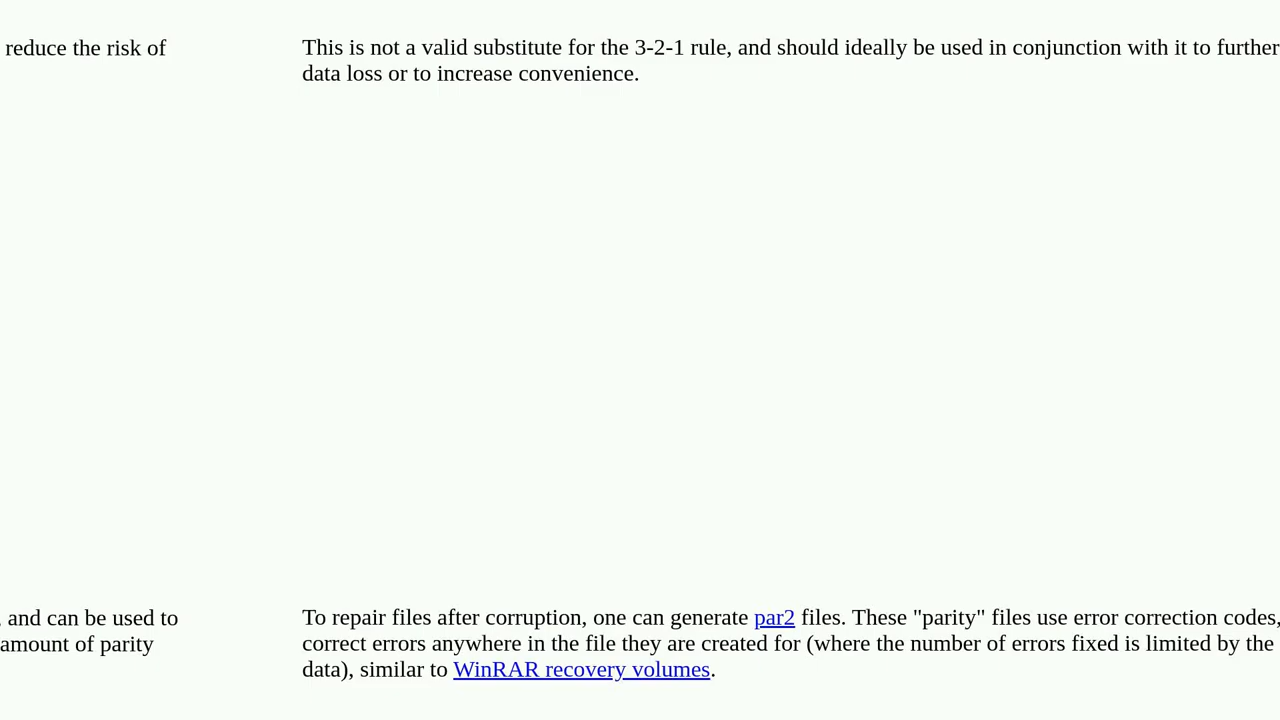 reduce the risk of
This is not a valid substitute for the 3-2-1 rule, and should ideally be used in conjunction with it to further
data loss or to increase convenience.
and can be used to
amount of parity
To repair files after corruption, one can generate par2 files. These "parity" files use error correction codes,
correct errors anywhere in the file they are created for (where the number of errors fixed is limited by the
data), similar to WinRAR recovery volumes.